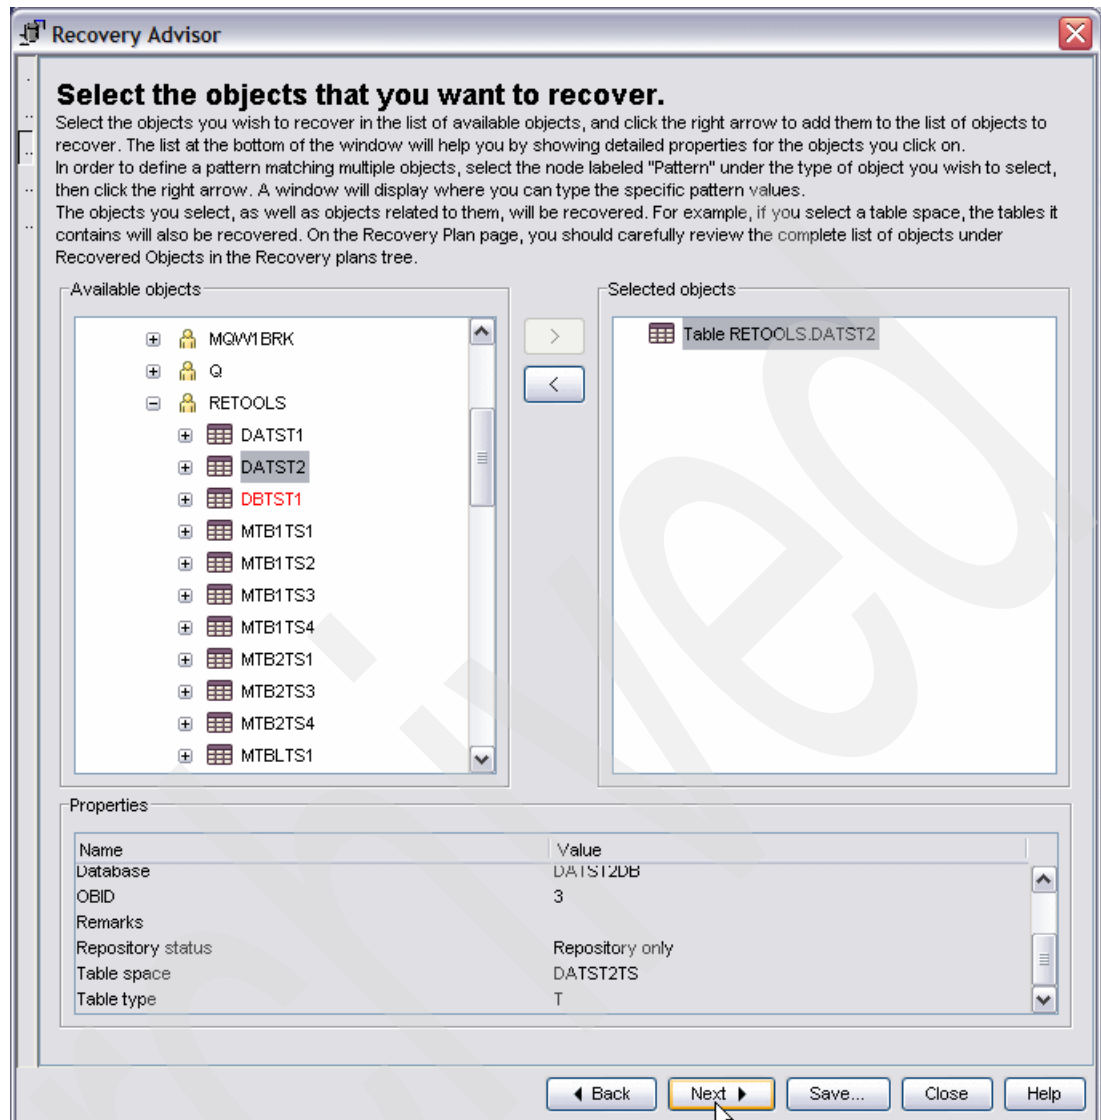 Recovery Advisor
Select the objects that you want to recover.
Select the objects you wish to recover in the list of available objects, and click the right arrow to add them to the list of objects to
recover. The list at the bottom of the window will help you by showing detailed properties for the objects you click on.
In order to define a pattern matching multiple objects, select the node labeled "Pattern" under the type of object you wish to select,
then click the right arrow. A window will display where you can type the specific pattern values.
The objects you select, as well as objects related to them, will be recovered. For example, if you select a table space, the tables it
contains will also be recovered. On the Recovery Plan page, you should carefully review the complete list of objects under
Recovered Objects in the Recovery plans tree.
Available objects
MQW1BRK
Q
RETOOLS
DATST1
DATST2
DBTST1
MTB1TS1
MTB1TS2
MTB1TS3
MTB1TS4
MTB2TS1
MTB2TS3
MTB2TS4
MTBLTS1
>
<
Selected objects
Table RETOOLS.DATST2
Properties
Name Value
Database DATST2DB
OBID 3
Remarks
Repository status Repository only
Table space DATST2TS
Table type T
Back Next Save... Close Help